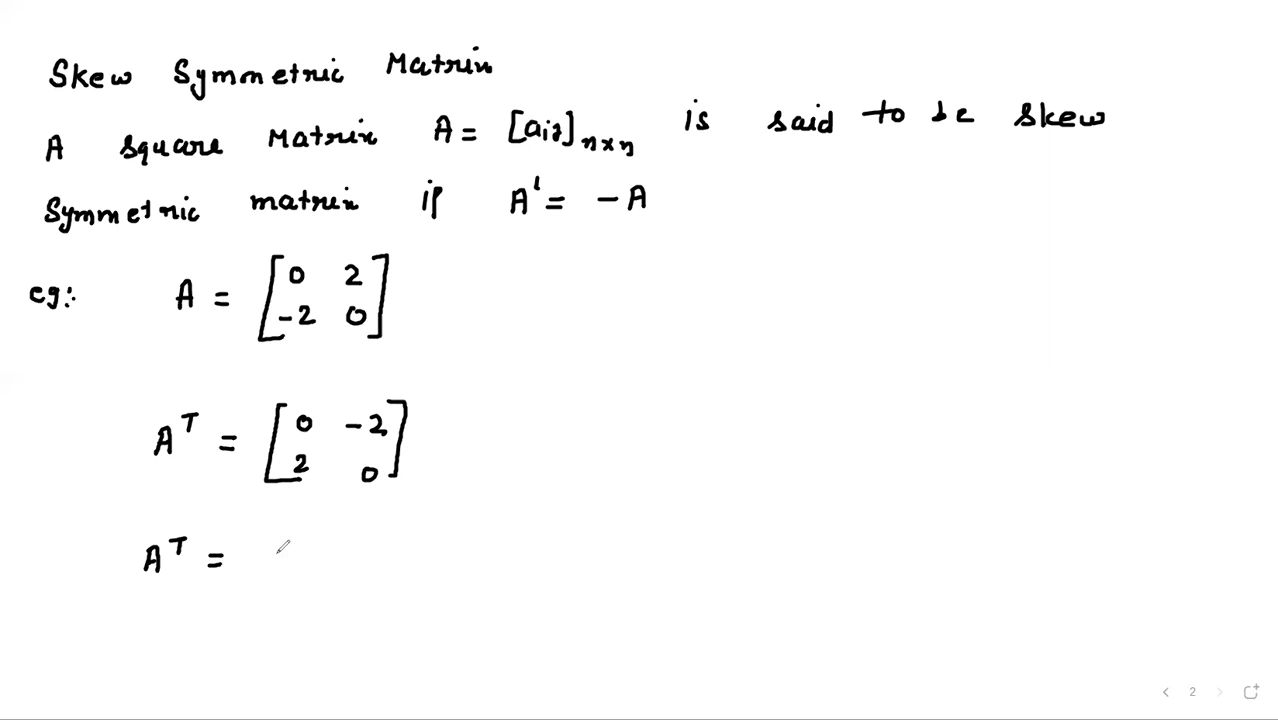 Skew Symmetric Matrix
A square Matrix A = [aij]n×n is said to be skew
Symmetric matrix if A' = -A
eg:. A = [0 2
-2 0]
A^T = [0 -2
2 0]
A^T =
2